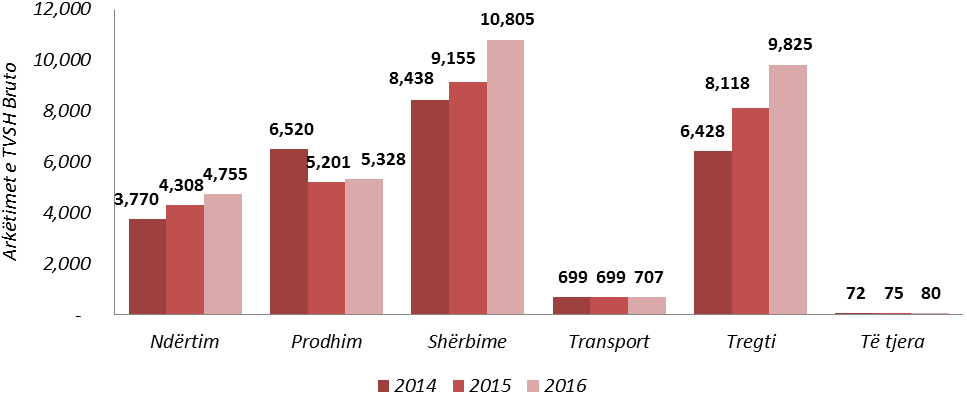 Arkëtimet e TVSH Bruto
12,000
10,000
8,000
6,000
4,000
2,000
-
3,770 4,308 4,755
6,520 5,201 5,328
8,438 9,155 10,805
699 699 707
6,428 8,118 9,825
72 75 80
Ndërtim Prodhim Shërbime Transport Tregti Të tjera
2014 2015 2016